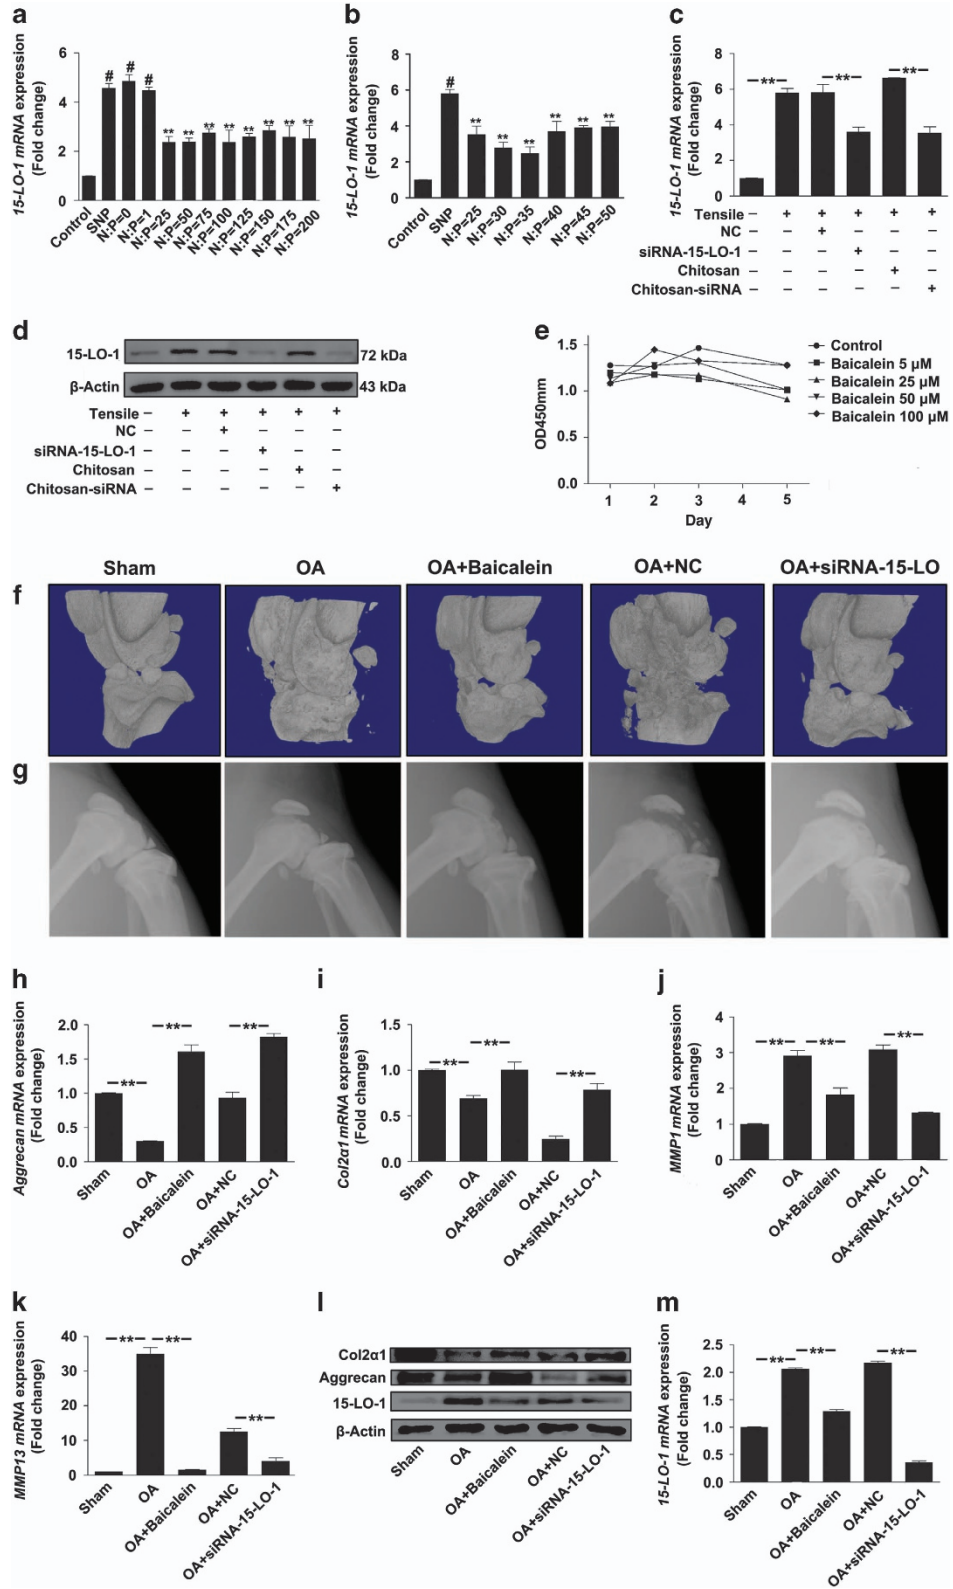 a
15-LO-1 mRNA expression
(Fold change)
6
4
2
0
# # # ** ** ** ** ** ** ** **
Control
SNP
N:P=0
N:P=1
N:P=25
N:P=50
N:P=75
N:P=100
N:P=125
N:P=150
N:P=175
N:P=200
b
15-LO-1 mRNA expression
(Fold change)
8
6
4
2
0
# ** ** ** ** ** **
Control
SNP
N:P=25
N:P=30
N:P=35
N:P=40
N:P=45
N:P=50
c
15-LO-1 mRNA expression
(Fold change)
8
6
4
2
0
** ** **
Tensile – + + + + +
NC – – + – – –
siRNA-15-LO-1 – – – + – –
Chitosan – – – – + –
Chitosan-siRNA – – – – – +
d
15-LO-1 72 kDa
β-Actin 43 kDa
Tensile – + + + + +
NC – – + – – –
siRNA-15-LO-1 – – – + – –
Chitosan – – – – + –
Chitosan-siRNA – – – – – +
e
OD450mm
1.5
1.0
0.5
0.0
1 2 3 4 5
Day
Control
Baicalein 5 µM
Baicalein 25 µM
Baicalein 50 µM
Baicalein 100 µM
Sham OA OA+Baicalein OA+NC OA+siRNA-15-LO
f
g
h
Aggrecan mRNA expression
(Fold change)
2.0
1.5
1.0
0.5
0.0
** ** **
Sham
OA
OA+Baicalein
OA+NC
OA+siRNA-15-LO-1
i
Col2α1 mRNA expression
(Fold change)
1.5
1.0
0.5
0.0
** ** **
Sham
OA
OA+Baicalein
OA+NC
OA+siRNA-15-LO-1
j
MMP1 mRNA expression
(Fold change)
4
3
2
1
0
** ** **
Sham
OA
OA+Baicalein
OA+NC
OA+siRNA-15-LO-1
k
MMP13 mRNA expression
(Fold change)
40
30
20
10
0
** ** **
Sham
OA
OA+Baicalein
OA+NC
OA+siRNA-15-LO-1
l
Col2α1
Aggrecan
15-LO-1
β-Actin
Sham
OA
OA+Baicalein
OA+NC
OA+siRNA-15-LO-1
m
15-LO-1 mRNA expression
(Fold change)
2.5
2.0
1.5
1.0
0.5
0.0
** ** **
Sham
OA
OA+Baicalein
OA+NC
OA+siRNA-15-LO-1